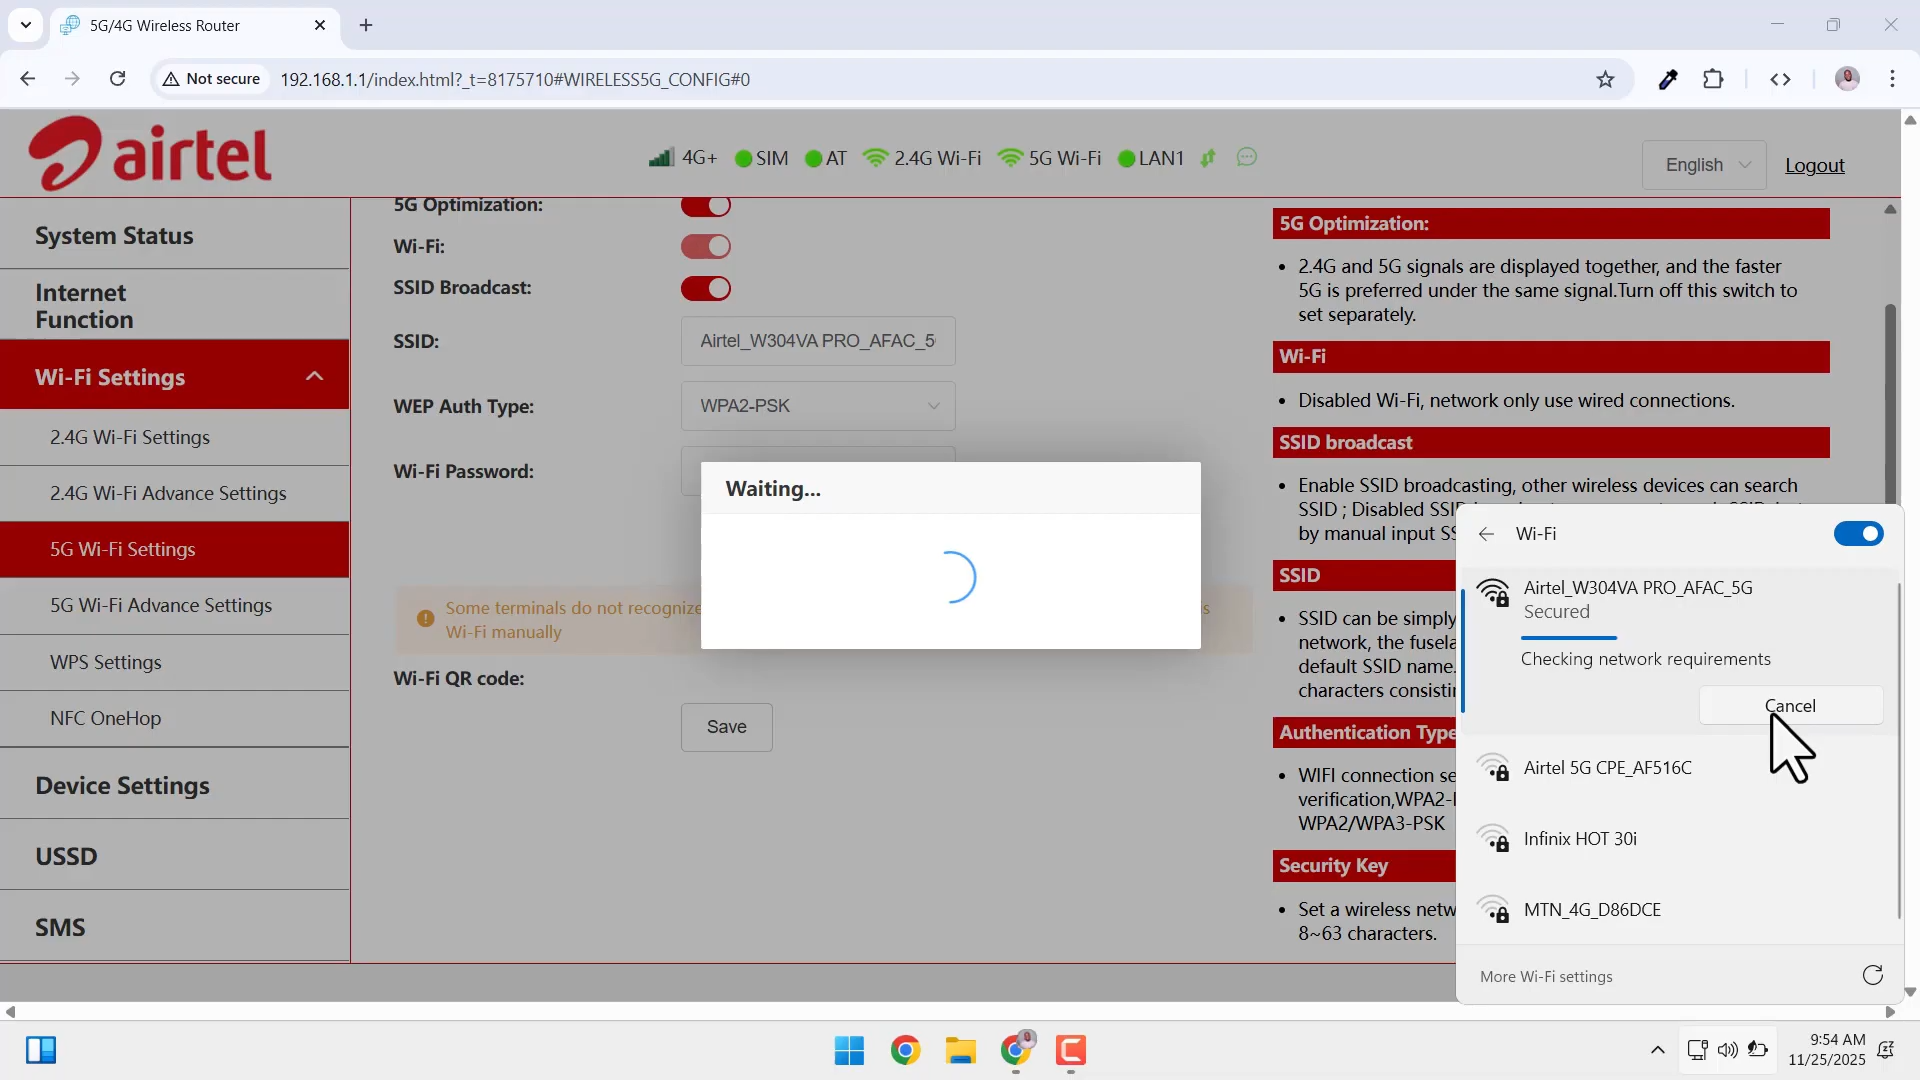 5G/4G Wireless Router
Not secure
192.168.1.1/index.html?_t=8175710#WIRELESS5G_CONFIG#0
airtel
4G+
SIM
AT
2.4G Wi-Fi
5G Wi-Fi
LAN1
English
Logout
System Status
Internet
Function
Wi-Fi Settings
2.4G Wi-Fi Settings
2.4G Wi-Fi Advance Settings
5G Wi-Fi Settings
5G Wi-Fi Advance Settings
WPS Settings
NFC OneHop
Device Settings
USSD
SMS
5G Optimization:
Wi-Fi:
SSID Broadcast:
SSID:
Airtel_W304VA PRO_AFAC_5
WEP Auth Type:
WPA2-PSK
Wi-Fi Password:
Waiting...
Some terminals do not recognize
is
Wi-Fi manually
Wi-Fi QR code:
Save
5G Optimization:
• 2.4G and 5G signals are displayed together, and the faster
5G is preferred under the same signal.Turn off this switch to
set separately.
Wi-Fi
• Disabled Wi-Fi, network only use wired connections.
SSID broadcast
• Enable SSID broadcasting, other wireless devices can search
SSID ; Disabled SSI
by manual input SS
SSID
• SSID can be simply
network, the fusela
default SSID name.
characters consisti
Authentication Type
• WIFI connection se
verification,WPA2-
WPA2/WPA3-PSK
Security Key
• Set a wireless netw
8~63 characters.
Wi-Fi
Airtel_W304VA PRO_AFAC_5G
Secured
Checking network requirements
Cancel
Airtel 5G CPE_AF516C
Infinix HOT 30i
MTN_4G_D86DCE
More Wi-Fi settings
9:54 AM
11/25/2025